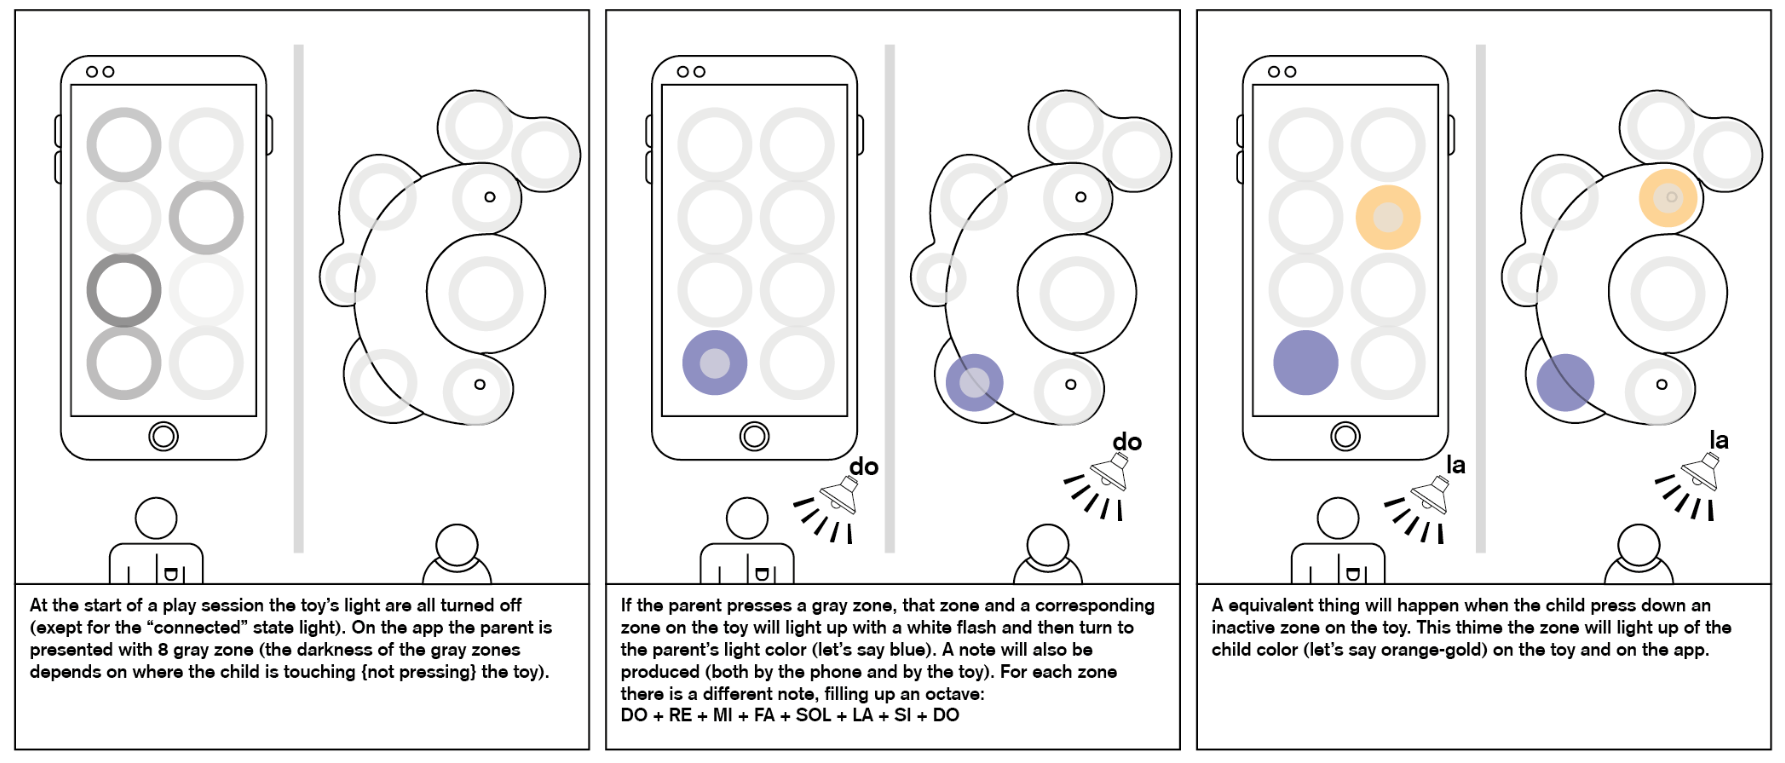 At the start of a play session the toy's light are all turned off
(exept for the "connected" state light). On the app the parent is
presented with 8 gray zone (the darkness of the gray zones
depends on where the child is touching {not pressing} the toy).
do
do
If the parent presses a gray zone, that zone and a corresponding
zone on the toy will light up with a white flash and then turn to
the parent's light color (let's say blue). A note will also be
produced (both by the phone and by the toy). For each zone
there is a different note, filling up an octave:
DO + RE + MI + FA + SOL + LA + SI + DO
la
la
A equivalent thing will happen when the child press down an
inactive zone on the toy. This thime the zone will light up of the
child color (let's say orange-gold) on the toy and on the app.